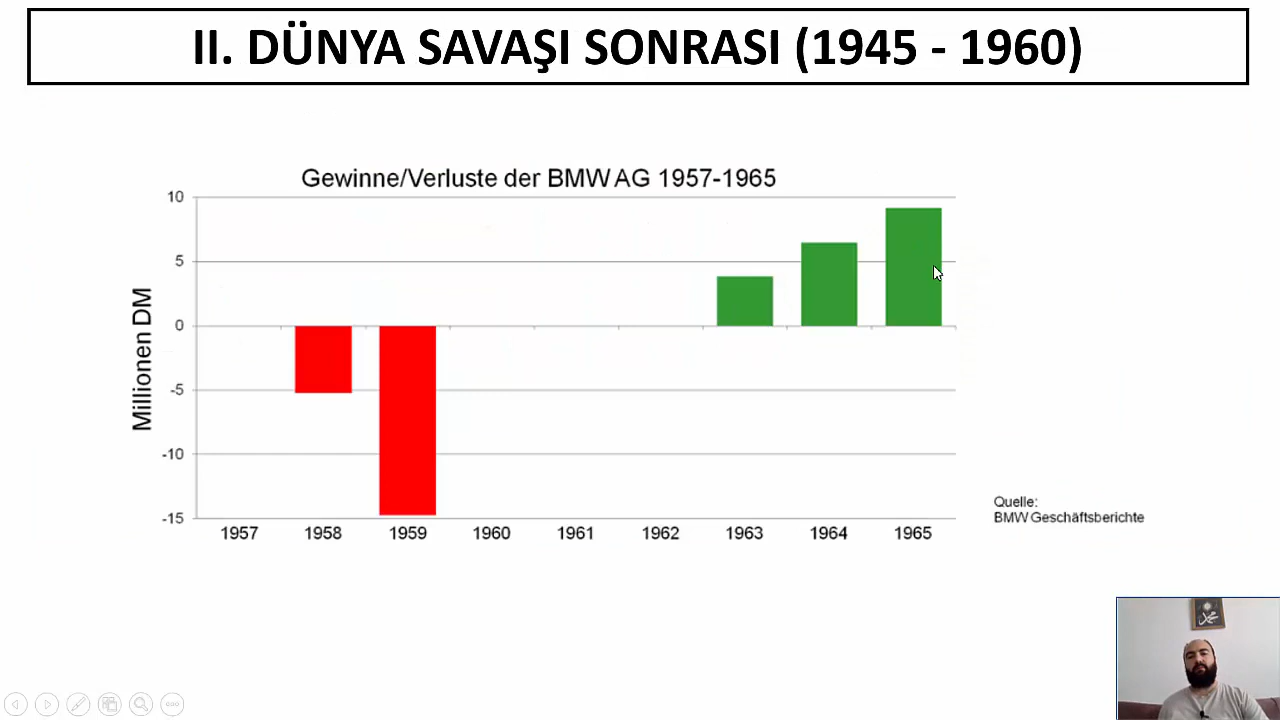 II. DÜNYA SAVAŞI SONRASI (1945 - 1960)
Gewinne/Verluste der BMW AG 1957-1965
Millionen DM
10
5
0
-5
-10
-15
1957 1958 1959 1960 1961 1962 1963 1964 1965
Quelle:
BMW Geschäftsberichte